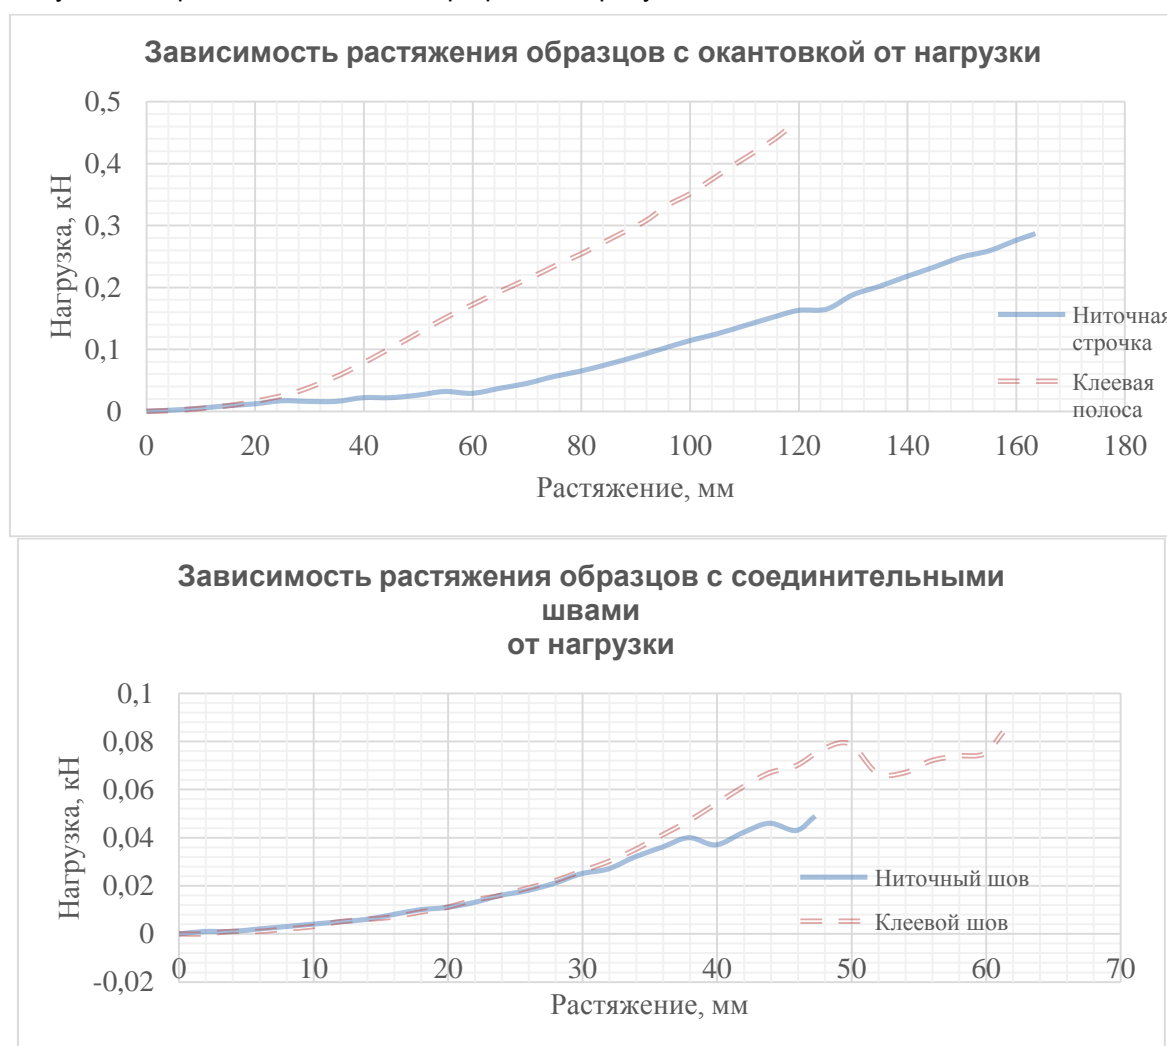 Зависимость растяжения образцов с окантовкой от нагрузки
0,5
0,4
0,3
0,2
0,1
0
Нагрузка, кН
0 20 40 60 80 100 120 140 160 180
Растяжение, мм
Ниточная
строчка
Клеевая
полоса
Зависимость растяжения образцов с соединительными
швами
от нагрузки
0,1
0,08
0,06
0,04
0,02
0
-0,02
Нагрузка, кН
0 10 20 30 40 50 60 70
Растяжение, мм
Ниточный шов
Клеевой шов